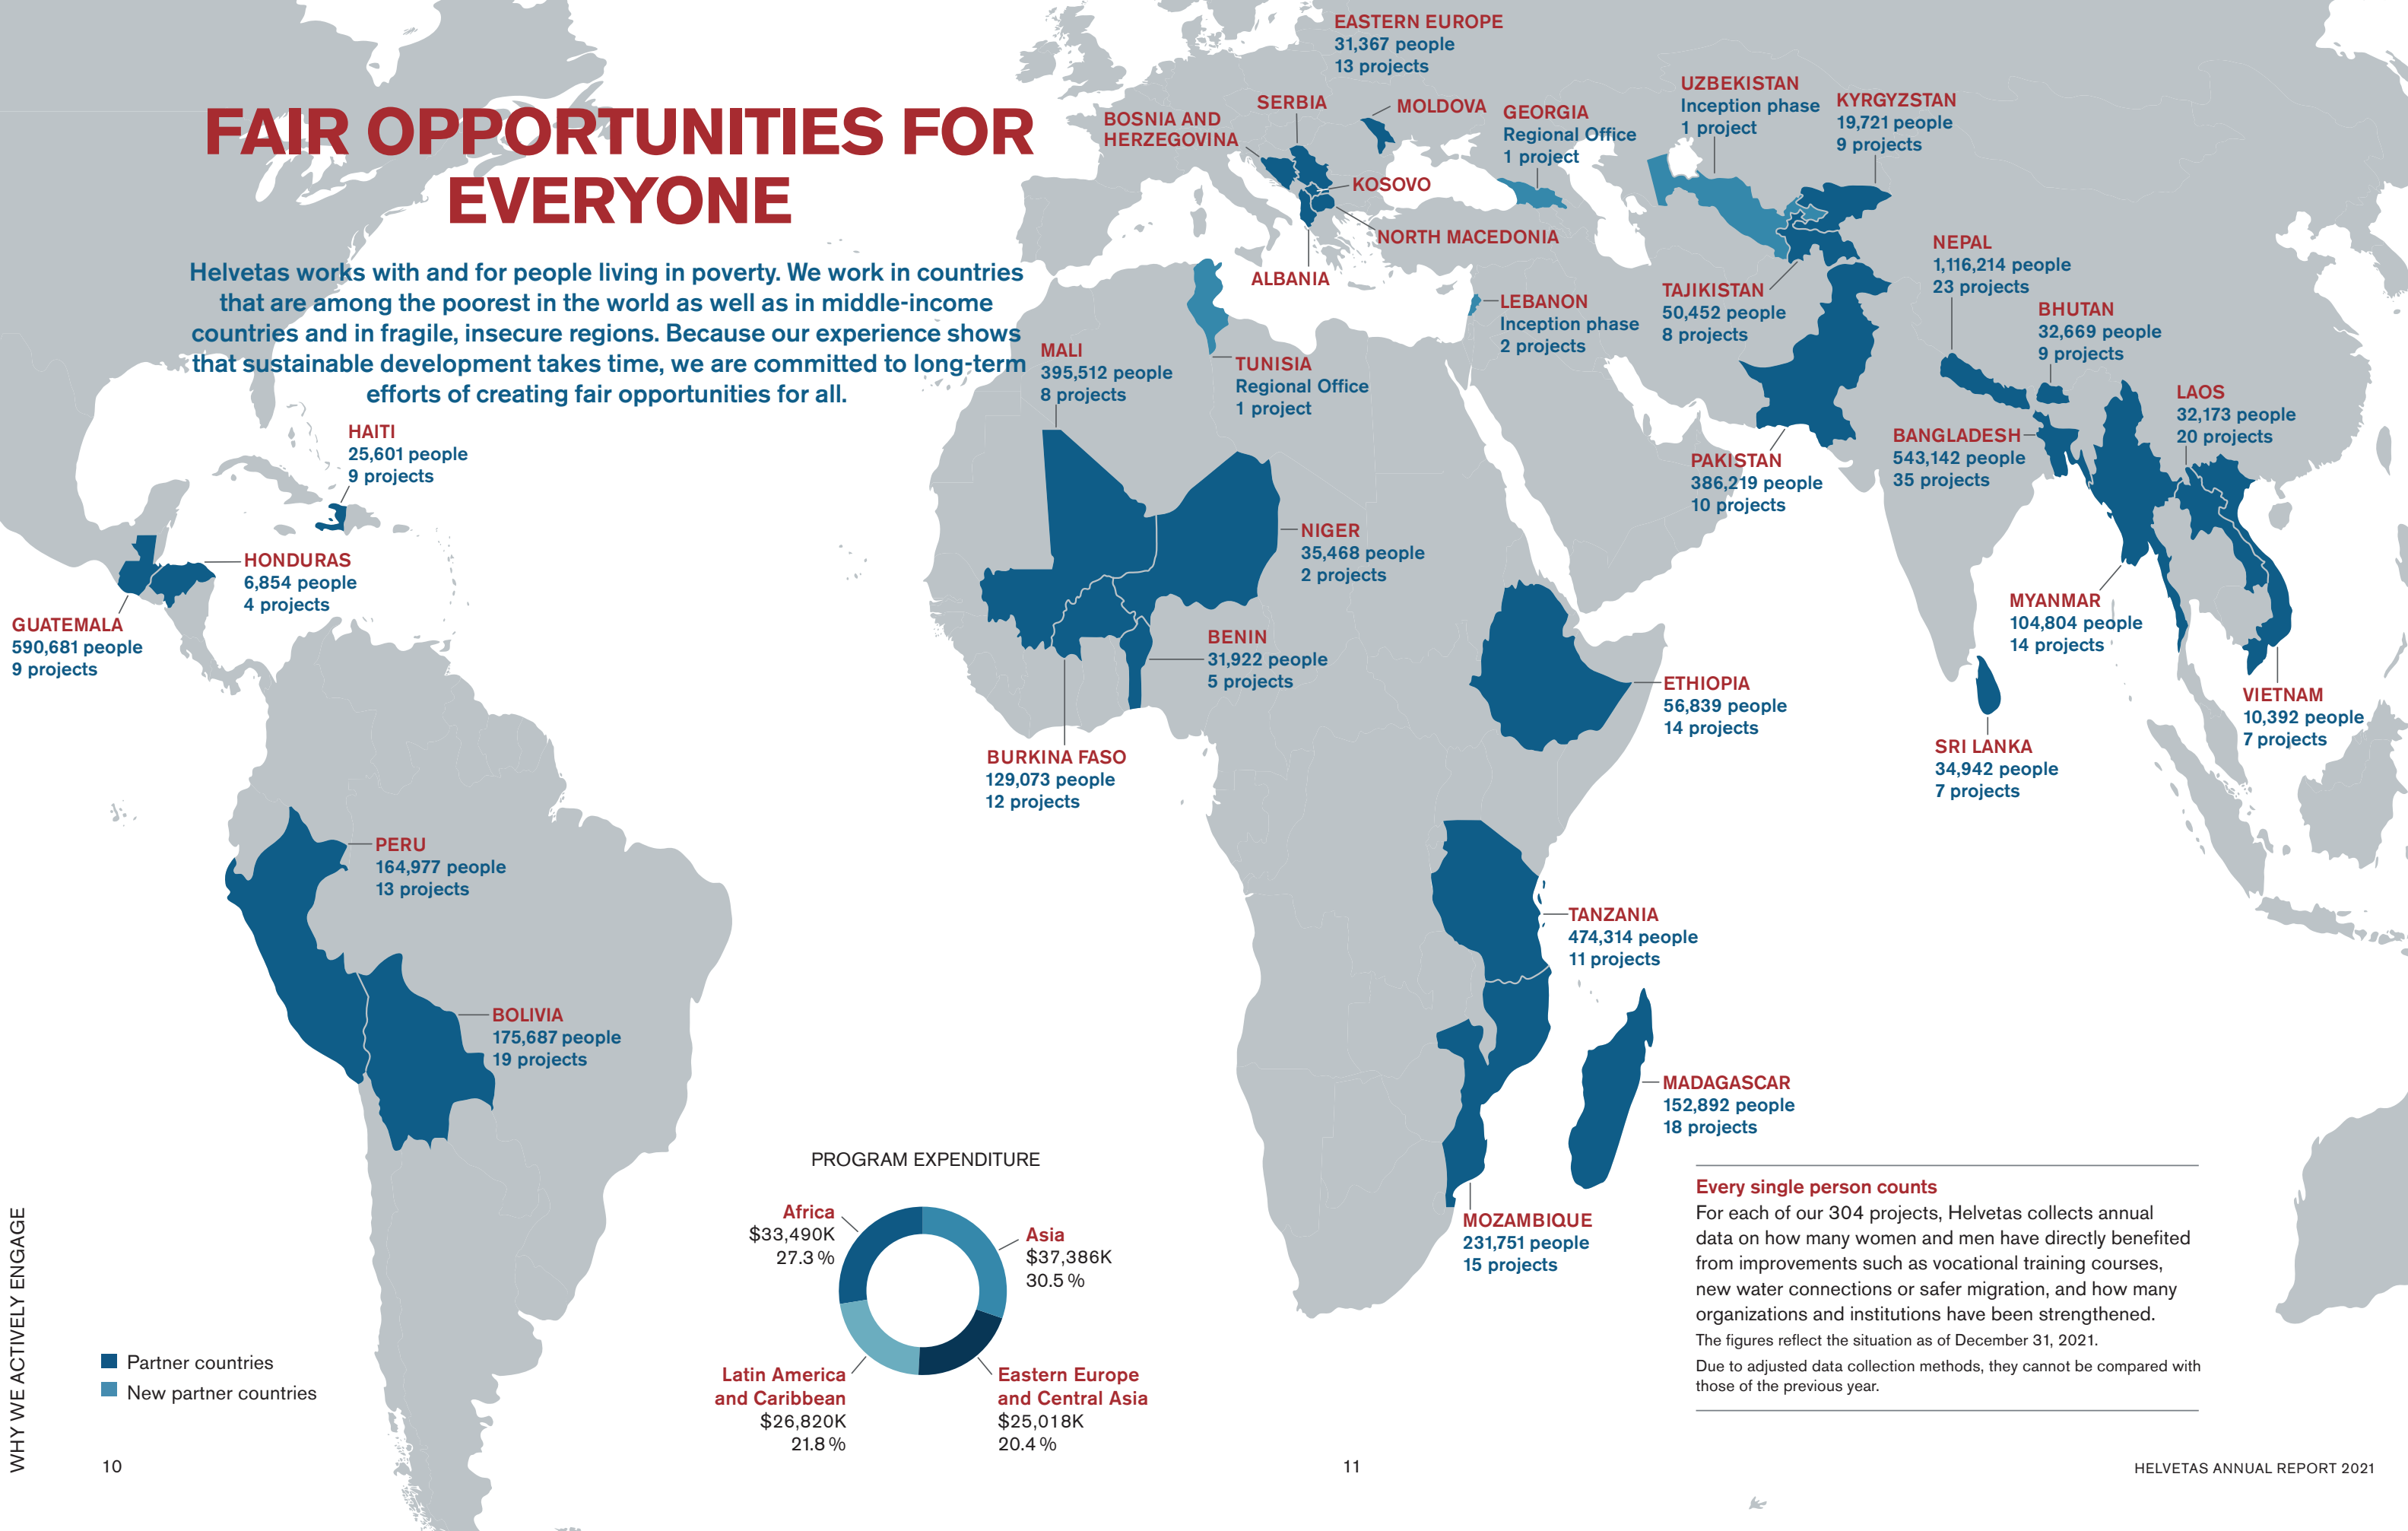 FAIR OPPORTUNITIES FOR
EVERYONE
Helvetas works with and for people living in poverty. We work in countries
that are among the poorest in the world as well as in middle-income
countries and in fragile, insecure regions. Because our experience shows
that sustainable development takes time, we are committed to long-term
efforts of creating fair opportunities for all.
HAITI
25,601 people
9 projects
HONDURAS
6,854 people
4 projects
GUATEMALA
590,681 people
9 projects
PERU
164,977 people
13 projects
BOLIVIA
175,687 people
19 projects
EASTERN EUROPE
31,367 people
13 projects
SERBIA
MOLDOVA
BOSNIA AND
HERZEGOVINA
KOSOVO
NORTH MACEDONIA
ALBANIA
GEORGIA
Regional Office
1 project
UZBEKISTAN
Inception phase
1 project
KYRGYZSTAN
19,721 people
9 projects
TAJIKISTAN
50,452 people
8 projects
LEBANON
Inception phase
2 projects
TUNISIA
Regional Office
1 project
MALI
395,512 people
8 projects
NIGER
35,468 people
2 projects
BENIN
31,922 people
5 projects
BURKINA FASO
129,073 people
12 projects
ETHIOPIA
56,839 people
14 projects
TANZANIA
474,314 people
11 projects
MADAGASCAR
152,892 people
18 projects
MOZAMBIQUE
231,751 people
15 projects
NEPAL
1,116,214 people
23 projects
BHUTAN
32,669 people
9 projects
LAOS
32,173 people
20 projects
BANGLADESH
543,142 people
35 projects
PAKISTAN
386,219 people
10 projects
MYANMAR
104,804 people
14 projects
VIETNAM
10,392 people
7 projects
SRI LANKA
34,942 people
7 projects
PROGRAM EXPENDITURE
Africa
$33,490K
27.3 %
Asia
$37,386K
30.5 %
Latin America
and Caribbean
$26,820K
21.8 %
Eastern Europe
and Central Asia
$25,018K
20.4 %
Every single person counts
For each of our 304 projects, Helvetas collects annual
data on how many women and men have directly benefited
from improvements such as vocational training courses,
new water connections or safer migration, and how many
organizations and institutions have been strengthened.
The figures reflect the situation as of December 31, 2021.
Due to adjusted data collection methods, they cannot be compared with
those of the previous year.
Partner countries
New partner countries
WHY WE ACTIVELY ENGAGE
10
11
HELVETAS ANNUAL REPORT 2021